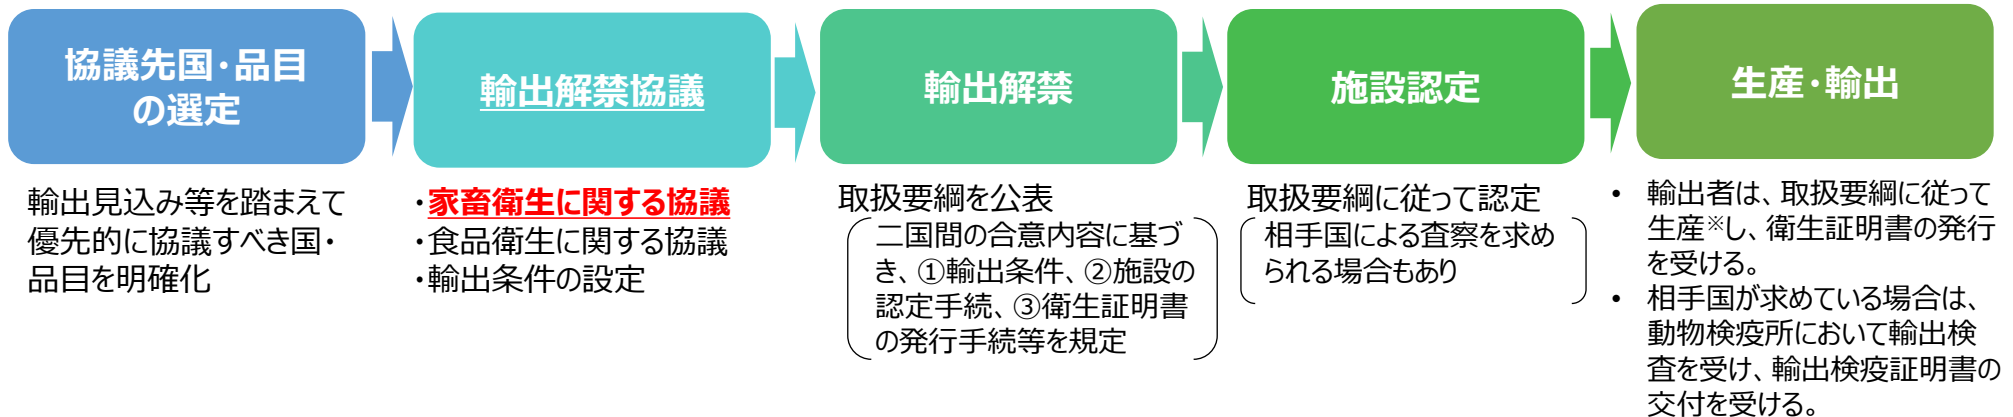 協議先国・品目
の選定
輸出解禁協議
輸出解禁
施設認定
生産・輸出
輸出見込み等を踏まえて
優先的に協議すべき国・
品目を明確化
・家畜衛生に関する協議
・食品衛生に関する協議
・輸出条件の設定
取扱要綱を公表
二国間の合意内容に基づ
き、①輸出条件、②施設の
認定手続、③衛生証明書
の発行手続等を規定
取扱要綱に従って認定
相手国による査察を求め
られる場合もあり
• 輸出者は、取扱要綱に従って
生産※し、衛生証明書の発行
を受ける。
• 相手国が求めている場合は、
動物検疫所において輸出検
査を受け、輸出検疫証明書の
交付を受ける。